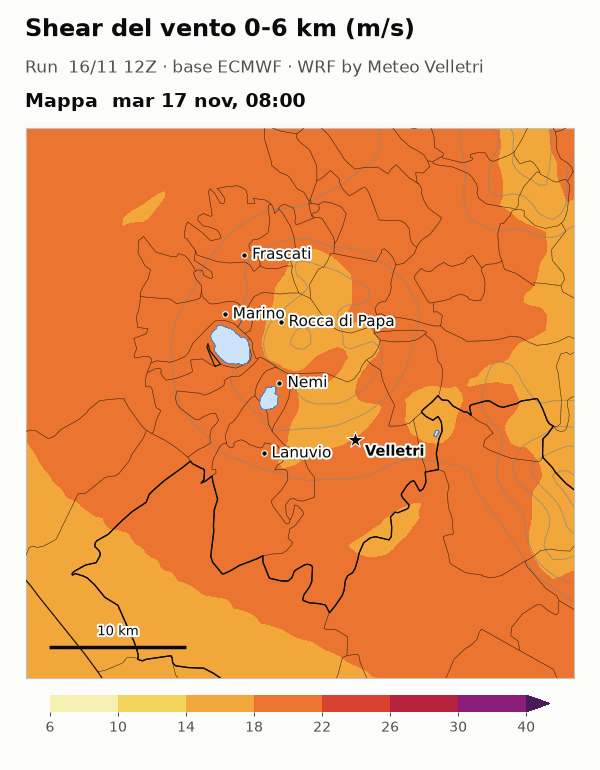 Shear del vento 0-6 km (m/s)
Run  16/11 12Z · base ECMWF · WRF by Meteo Velletri
Mappa  mar 17 nov, 08:00
Frascati
Marino
Rocca di Papa
Nemi
Velletri
Lanuvio
10 km
6 10 14 18 22 26 30 40